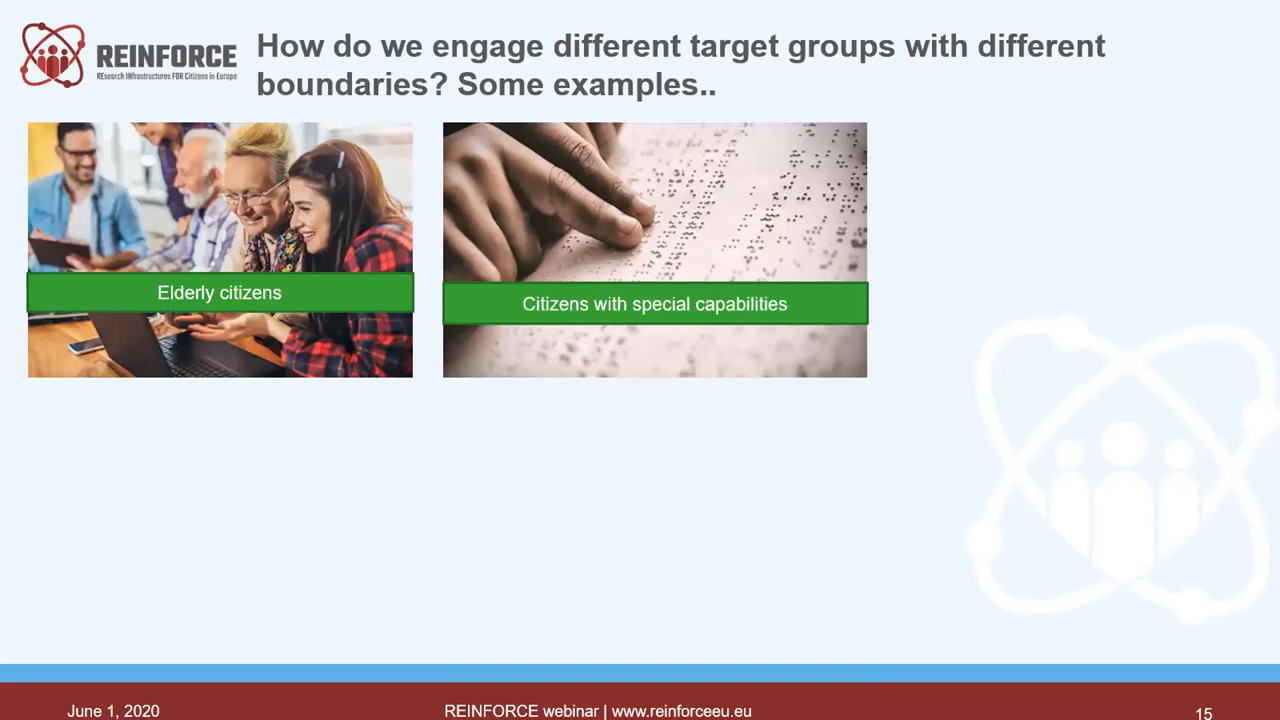 REINFORCE
REsearch INfrastructures FOR Citizens in Europe
How do we engage different target groups with different
boundaries? Some examples..
Elderly citizens
Citizens with special capabilities
June 1, 2020
REINFORCE webinar | www.reinforceeu.eu
15